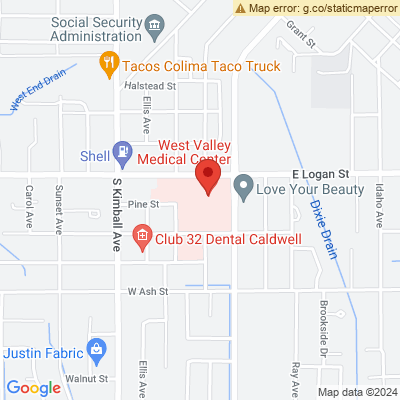 Map error: g.co/staticmaperror
Social Security
Administration
Grant St
West End Drain
Tacos Colima Taco Truck
Halstead St
Ellis Ave
West Valley
Medical Center
Shell
E Logan St
Love Your Beauty
Carol Ave
Sunset Ave
S Kimball Ave
Pine St
Dixie Drain
Idaho Ave
Club 32 Dental Caldwell
W Ash St
Justin Fabric
Brookside Dr
Walnut St
Ellis Ave
Ray Ave
Google
Map data ©2024